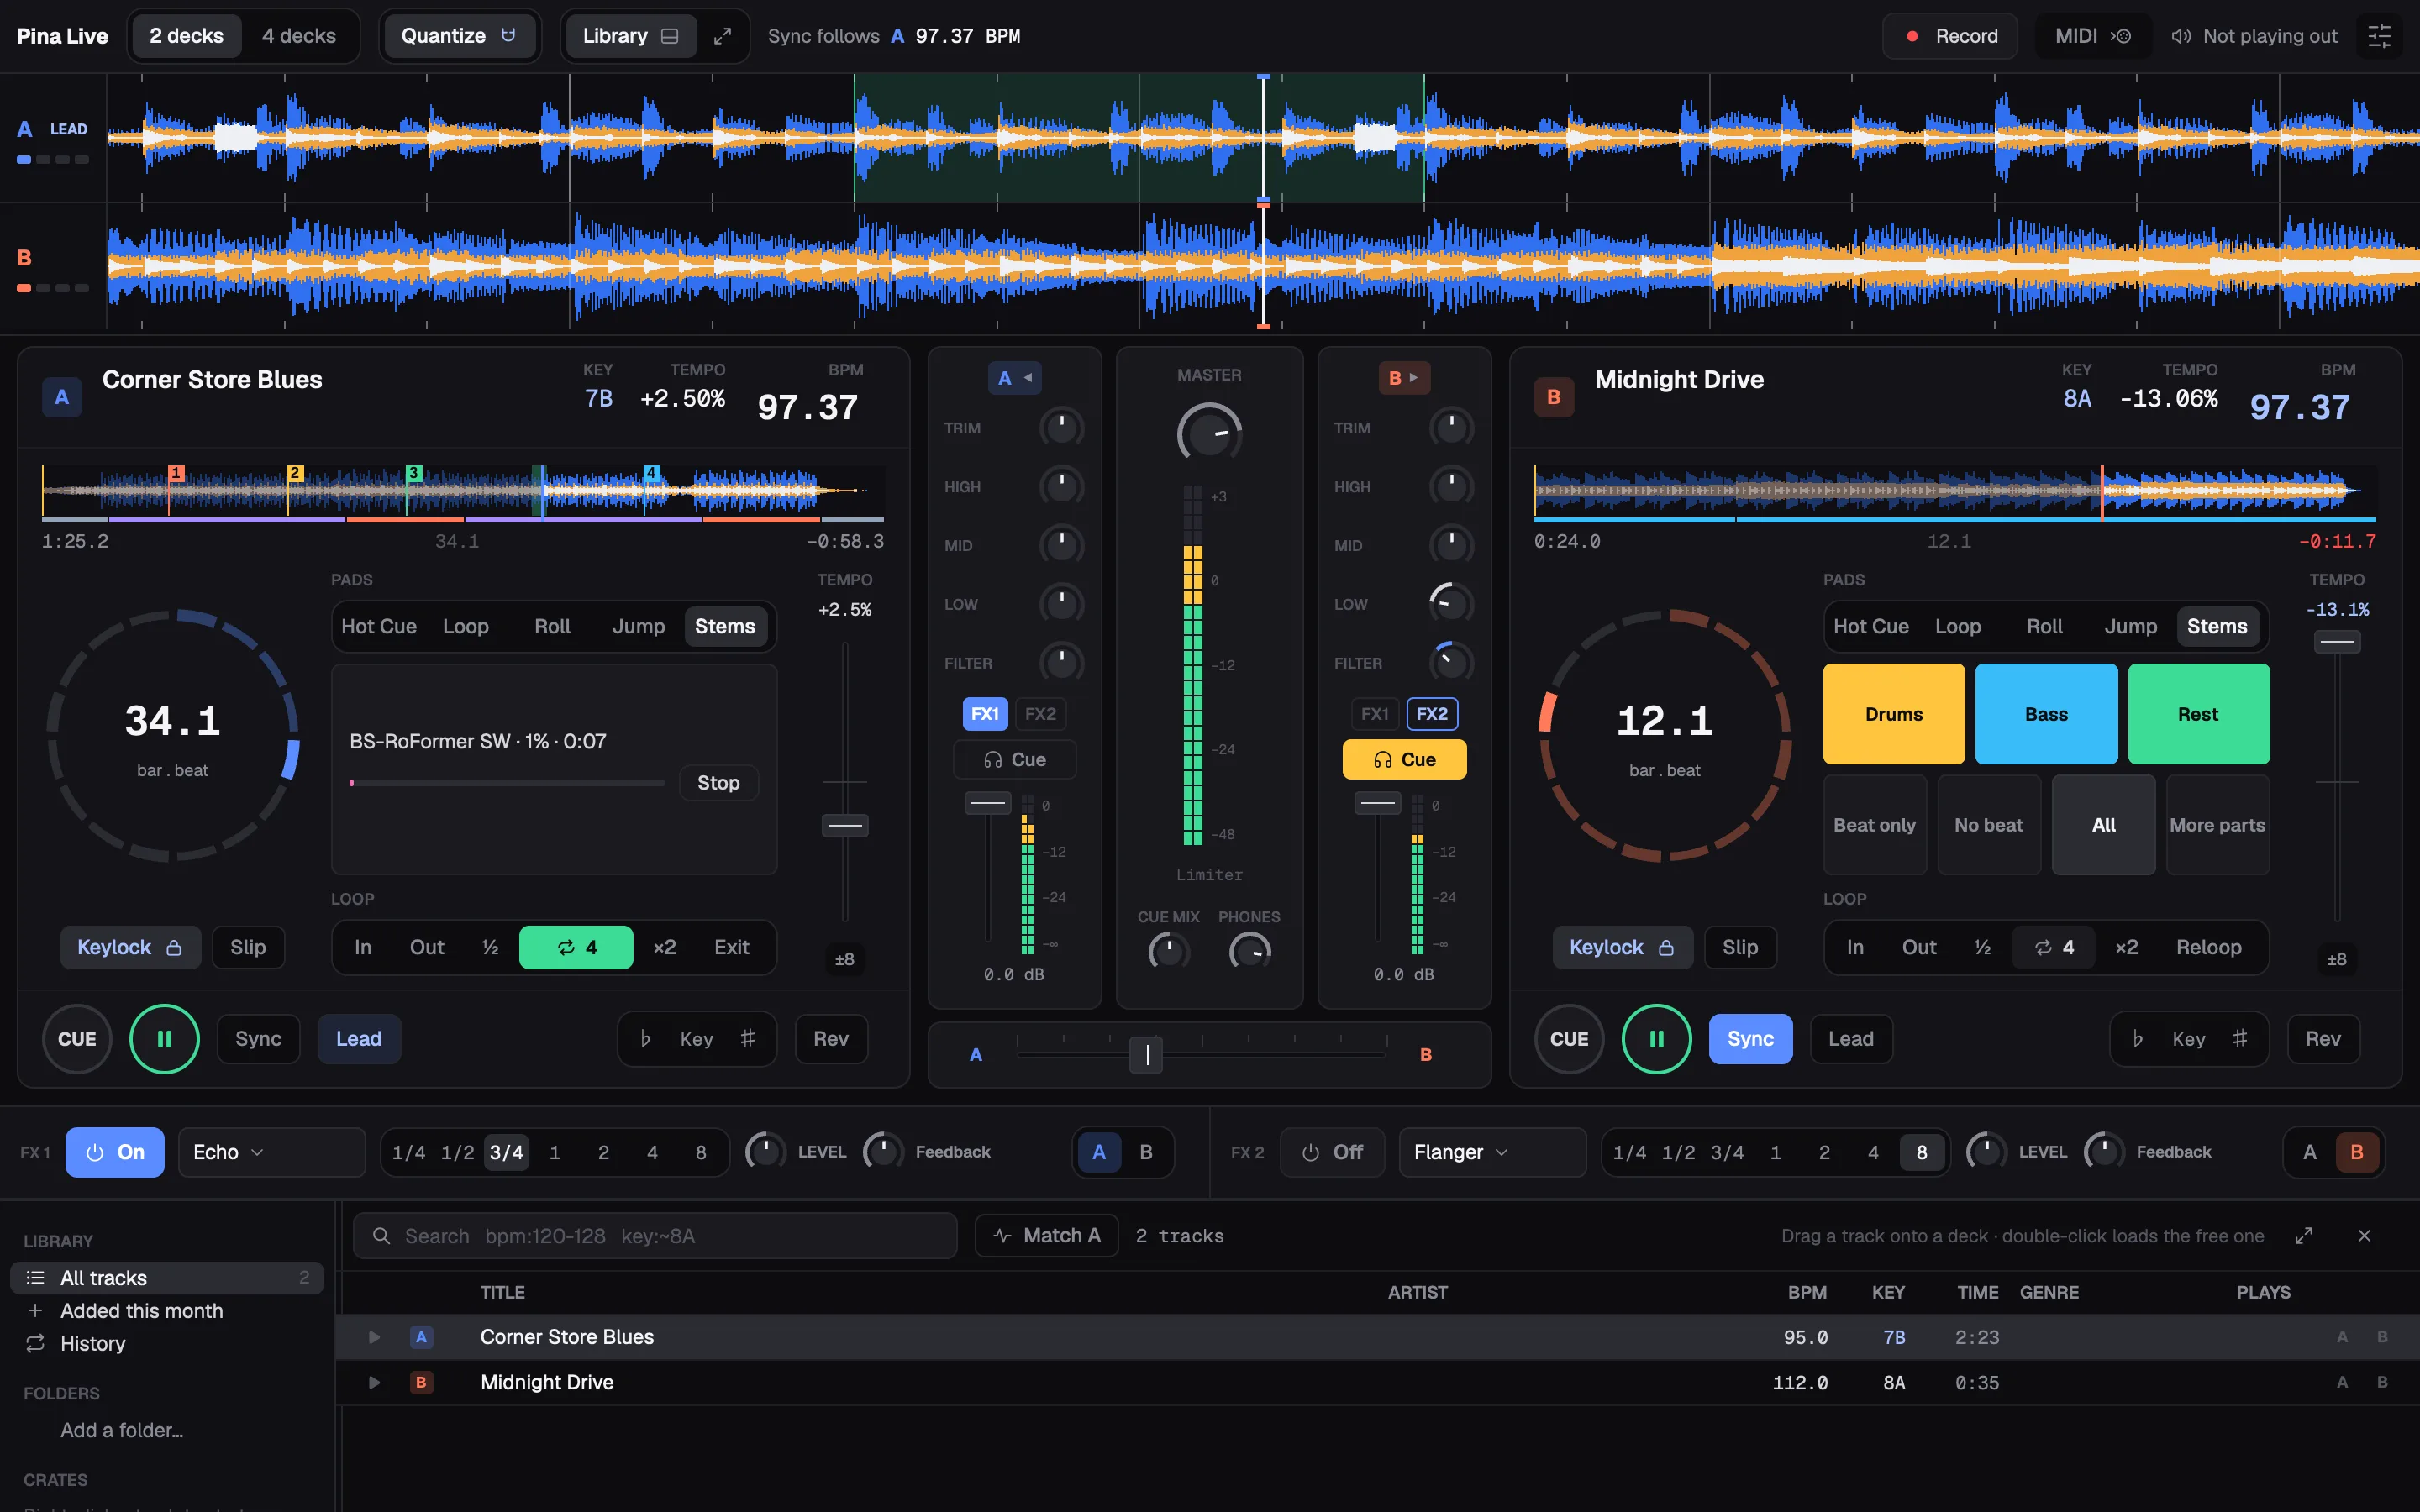 Pina Live 2 decks 4 decks Quantize Library Sync follows A 97.37 BPM Record MIDI Not playing out
A LEAD
B
A Corner Store Blues KEY 7B TEMPO +2.50% BPM 97.37
1 2 3 4
1:25.2 34.1 -0:58.3
PADS
Hot Cue Loop Roll Jump Stems
TEMPO
+2.5%
34.1
bar . beat
BS-RoFormer SW · 1% · 0:07
Stop
LOOP
Keylock Slip In Out ½ 4 ×2 Exit ±8
CUE Sync Lead ♭ Key ♯ Rev
A
TRIM
HIGH
MID
LOW
FILTER
FX1 FX2
Cue
0
-12
-24
-∞
0.0 dB
MASTER
+3
0
-12
-24
-48
Limiter
CUE MIX PHONES
B
TRIM
HIGH
MID
LOW
FILTER
FX1 FX2
Cue
0
-12
-24
-∞
0.0 dB
A B
B Midnight Drive KEY 8A TEMPO -13.06% BPM 97.37
0:24.0 12.1 -0:11.7
PADS
Hot Cue Loop Roll Jump Stems
TEMPO
-13.1%
12.1
bar . beat
Drums Bass Rest
Beat only No beat All More parts
LOOP
Keylock Slip In Out ½ 4 ×2 Reloop ±8
CUE Sync Lead ♭ Key ♯ Rev
FX 1 On Echo 1/4 1/2 3/4 1 2 4 8 LEVEL Feedback A B
FX 2 Off Flanger 1/4 1/2 3/4 1 2 4 8 LEVEL Feedback A B
LIBRARY
All tracks 2
Added this month
History
FOLDERS
Add a folder...
CRATES
Search bpm:120-128 key:~8A Match A 2 tracks Drag a track onto a deck · double-click loads the free one
TITLE ARTIST BPM KEY TIME GENRE PLAYS
A Corner Store Blues 95.0 7B 2:23 A B
B Midnight Drive 112.0 8A 0:35 A B